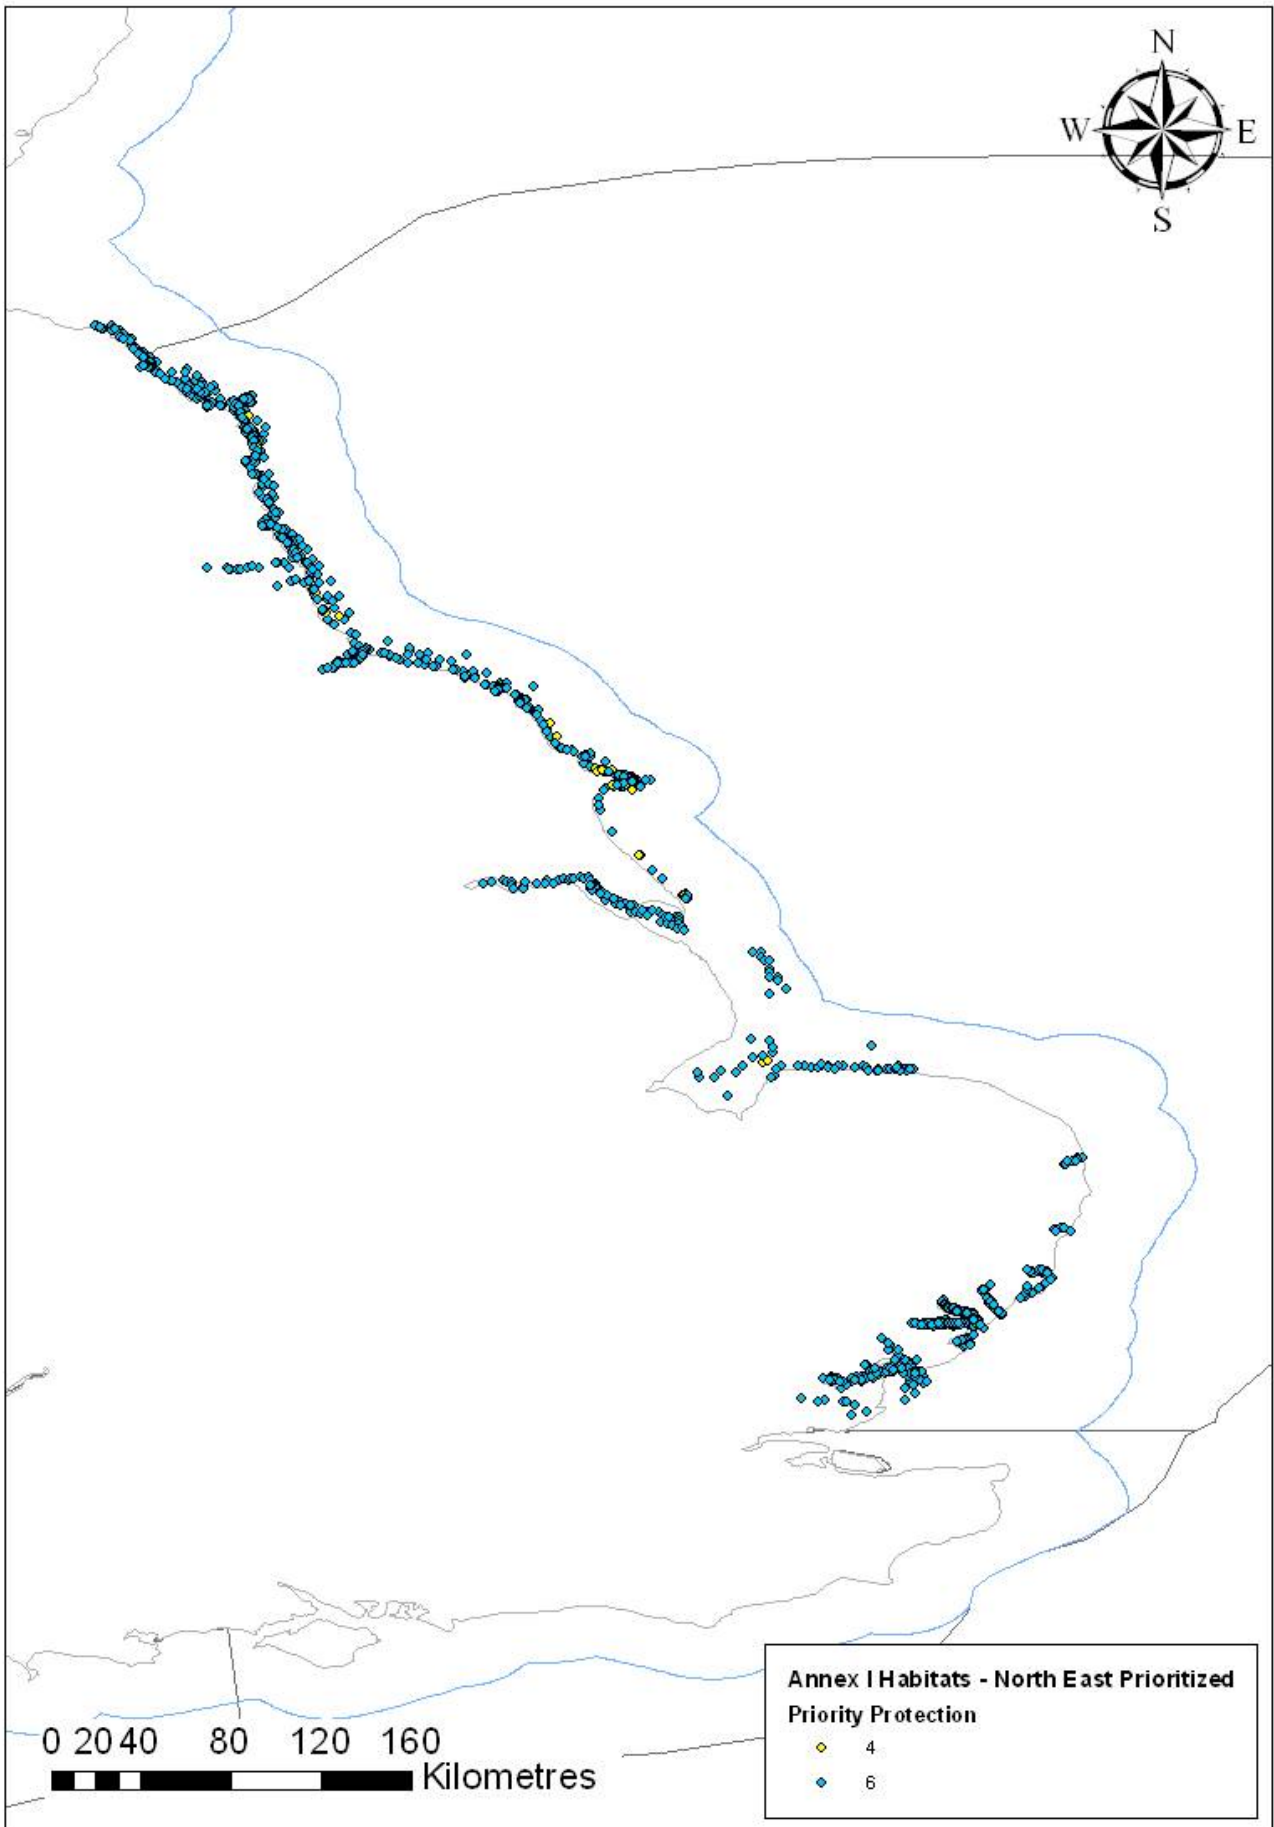 N
W E
S
Annex I Habitats - North East Prioritized
Priority Protection
4
6
0 20 40 80 120 160
Kilometres